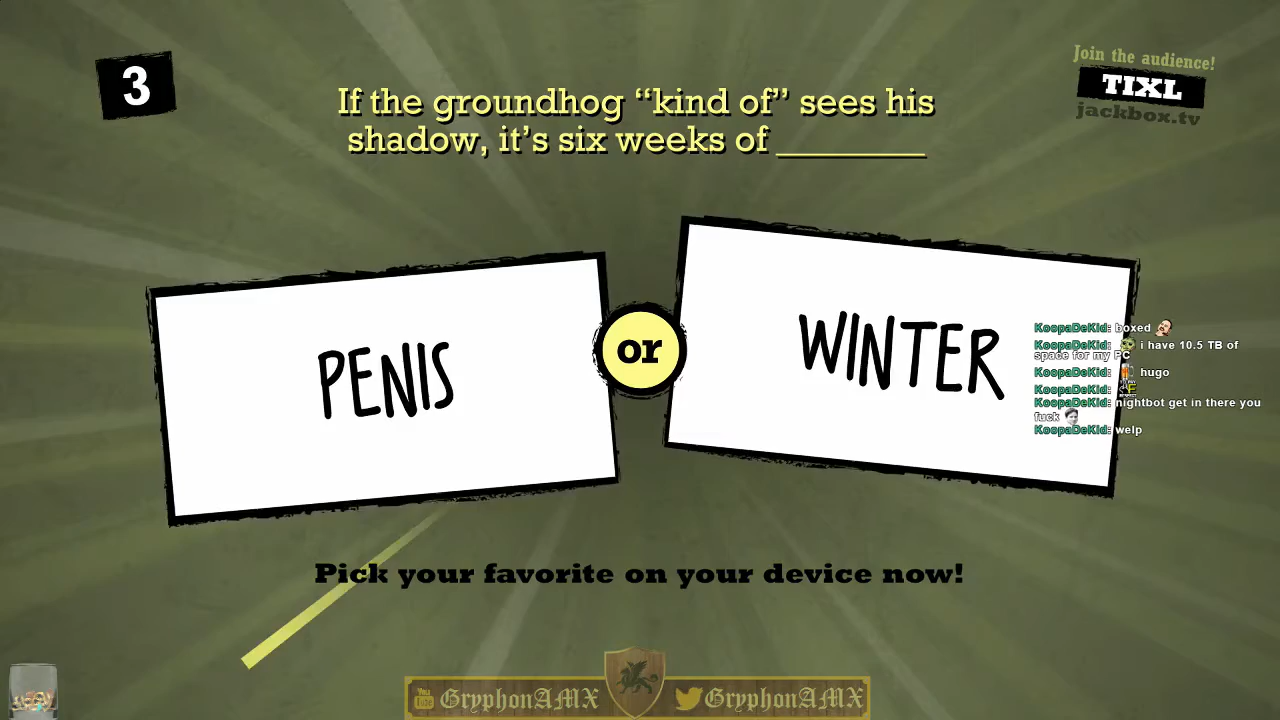 3
If the groundhog “kind of” sees his
shadow, it’s six weeks of ________
Join the audience!
TIXL
jackbox.tv
PENIS
or
WINTER
KoopaDeKid: boxed
KoopaDeKid: i have 10.5 TB of
space for my PC
KoopaDeKid: hugo
KoopaDeKid:
KoopaDeKid: nightbot get in there you
fuck
KoopaDeKid: welp
Pick your favorite on your device now!
You Tube GryphonAMX
GryphonAMX